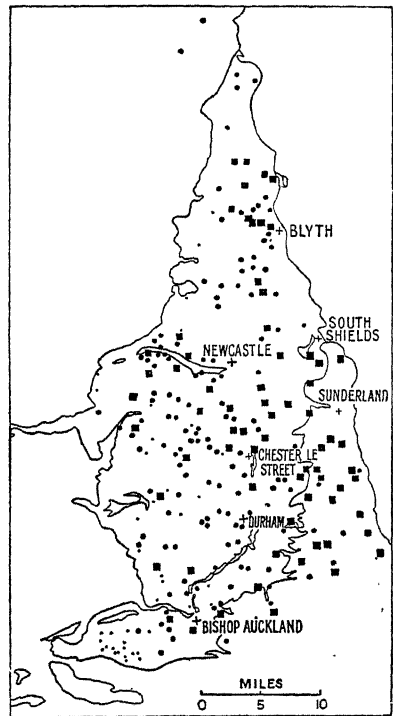 BLYTH
SOUTH
SHIELDS
NEWCASTLE
SUNDERLAND
CHESTER LE
STREET
DURHAM
BISHOP AUCKLAND
MILES
0 5 10